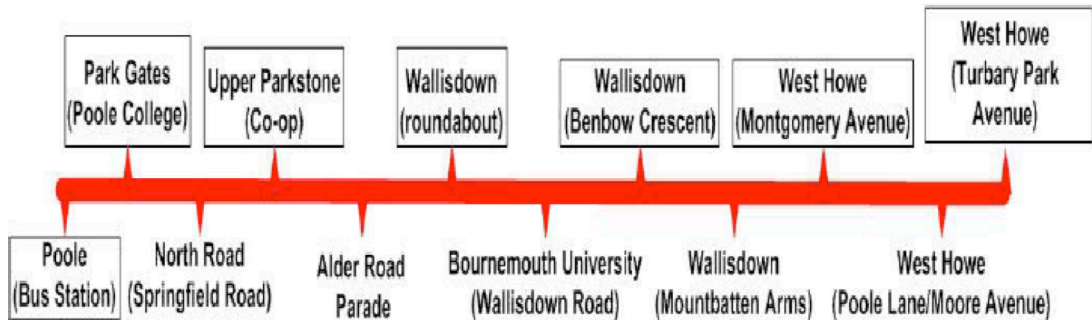 Park Gates
(Poole College)
Upper Parkstone
(Co-op)
Wallisdown
(roundabout)
Wallisdown
(Benbow Crescent)
West Howe
(Montgomery Avenue)
West Howe
(Turbary Park
Avenue)
Poole
(Bus Station)
North Road
(Springfield Road)
Alder Road
Parade
Bournemouth University
(Wallisdown Road)
Wallisdown
(Mountbatten Arms)
West Howe
(Poole Lane/Moore Avenue)